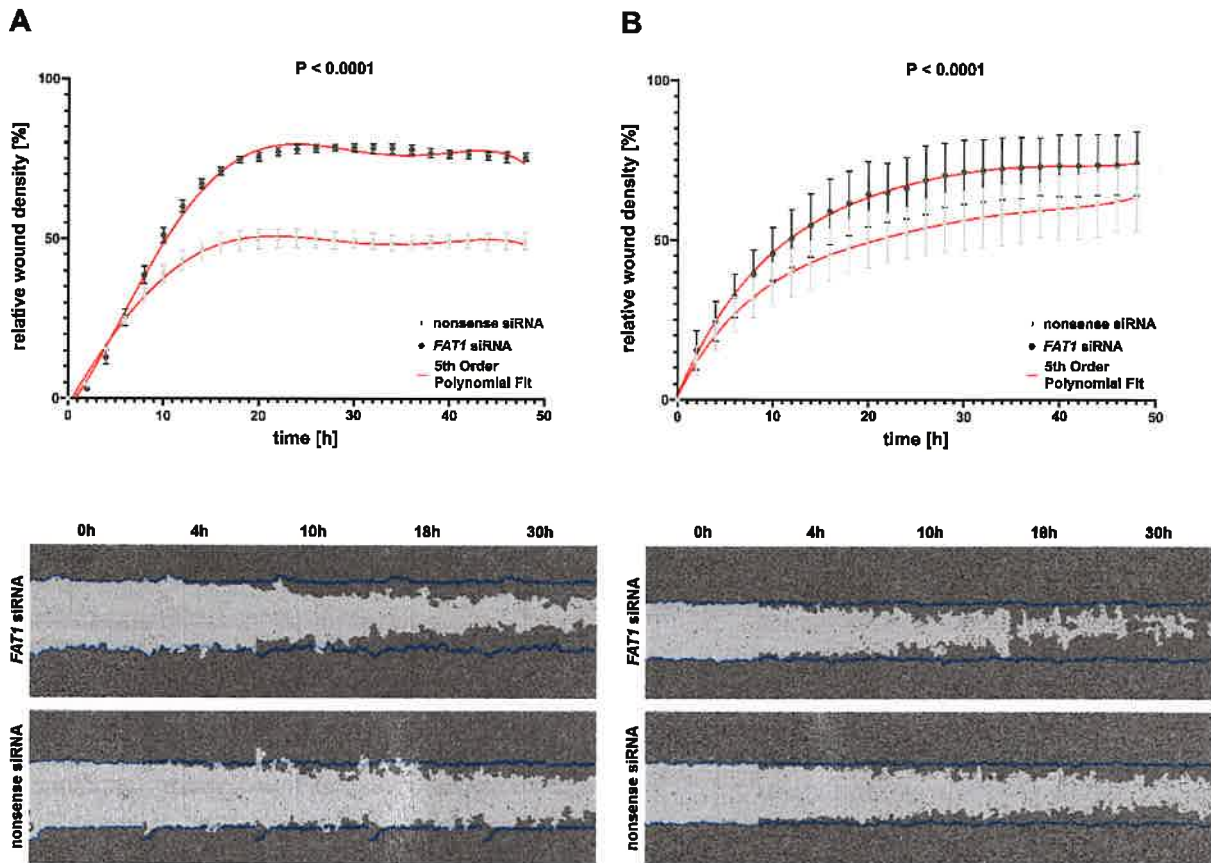 A
P < 0.0001
relative wound density [%]
100
50
0
0
10
20
30
40
50
time [h]
nonsense siRNA
FAT1 siRNA
5th Order
Polynomial Fit
B
P < 0.0001
relative wound density [%]
100
50
0
0
10
20
30
40
50
time [h]
nonsense siRNA
FAT1 siRNA
5th Order
Polynomial Fit
0h 4h 10h 18h 30h
FAT1 siRNA
nonsense siRNA
0h 4h 10h 18h 30h
FAT1 siRNA
nonsense siRNA